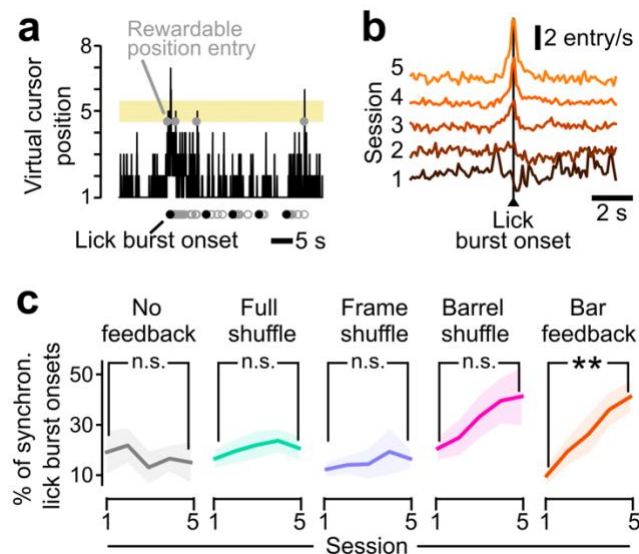 a
Rewardable
position entry
8
5
1
Virtual cursor
position
Lick burst onset
5 s
b
2 entry/s
5
4
3
2
1
Session
2 s
Lick
burst onset
c
No
feedback
Full
shuffle
Frame
shuffle
Barrel
shuffle
Bar
feedback
n.s.
n.s.
n.s.
n.s.
**
% of synchron.
lick burst onsets
50
30
10
1 5
1 5
1 5
1 5
1 5
Session